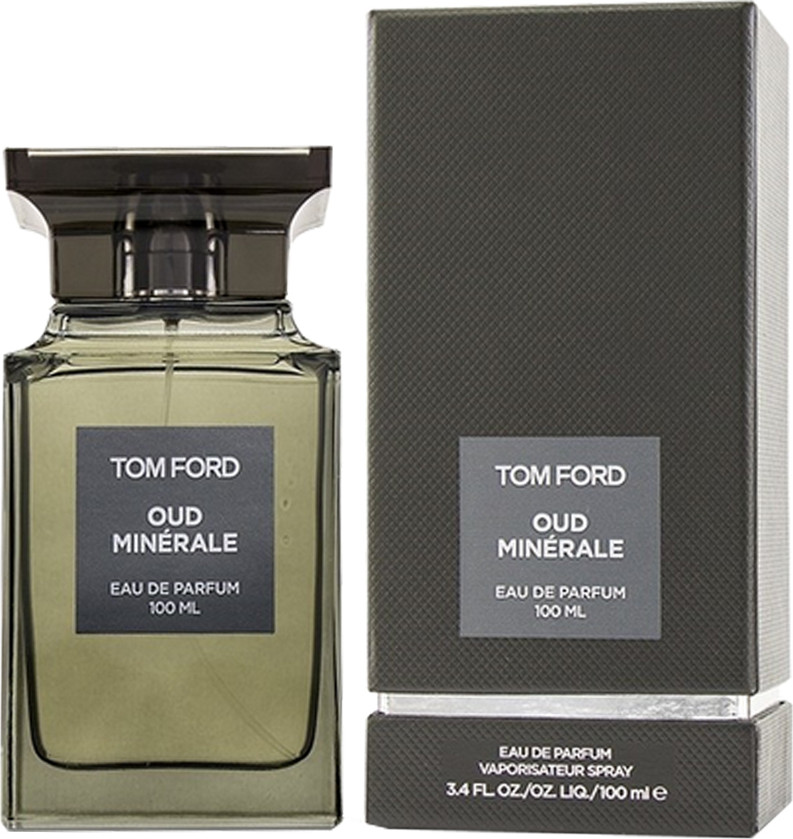 TOM FORD
OUD
MINÉRALE
EAU DE PARFUM
100 ML
TOM FORD
OUD
MINÉRALE
EAU DE PARFUM
100 ML
EAU DE PARFUM
VAPORISATEUR SPRAY
3.4 FL. OZ./OZ. LIQ./100 ml ℮